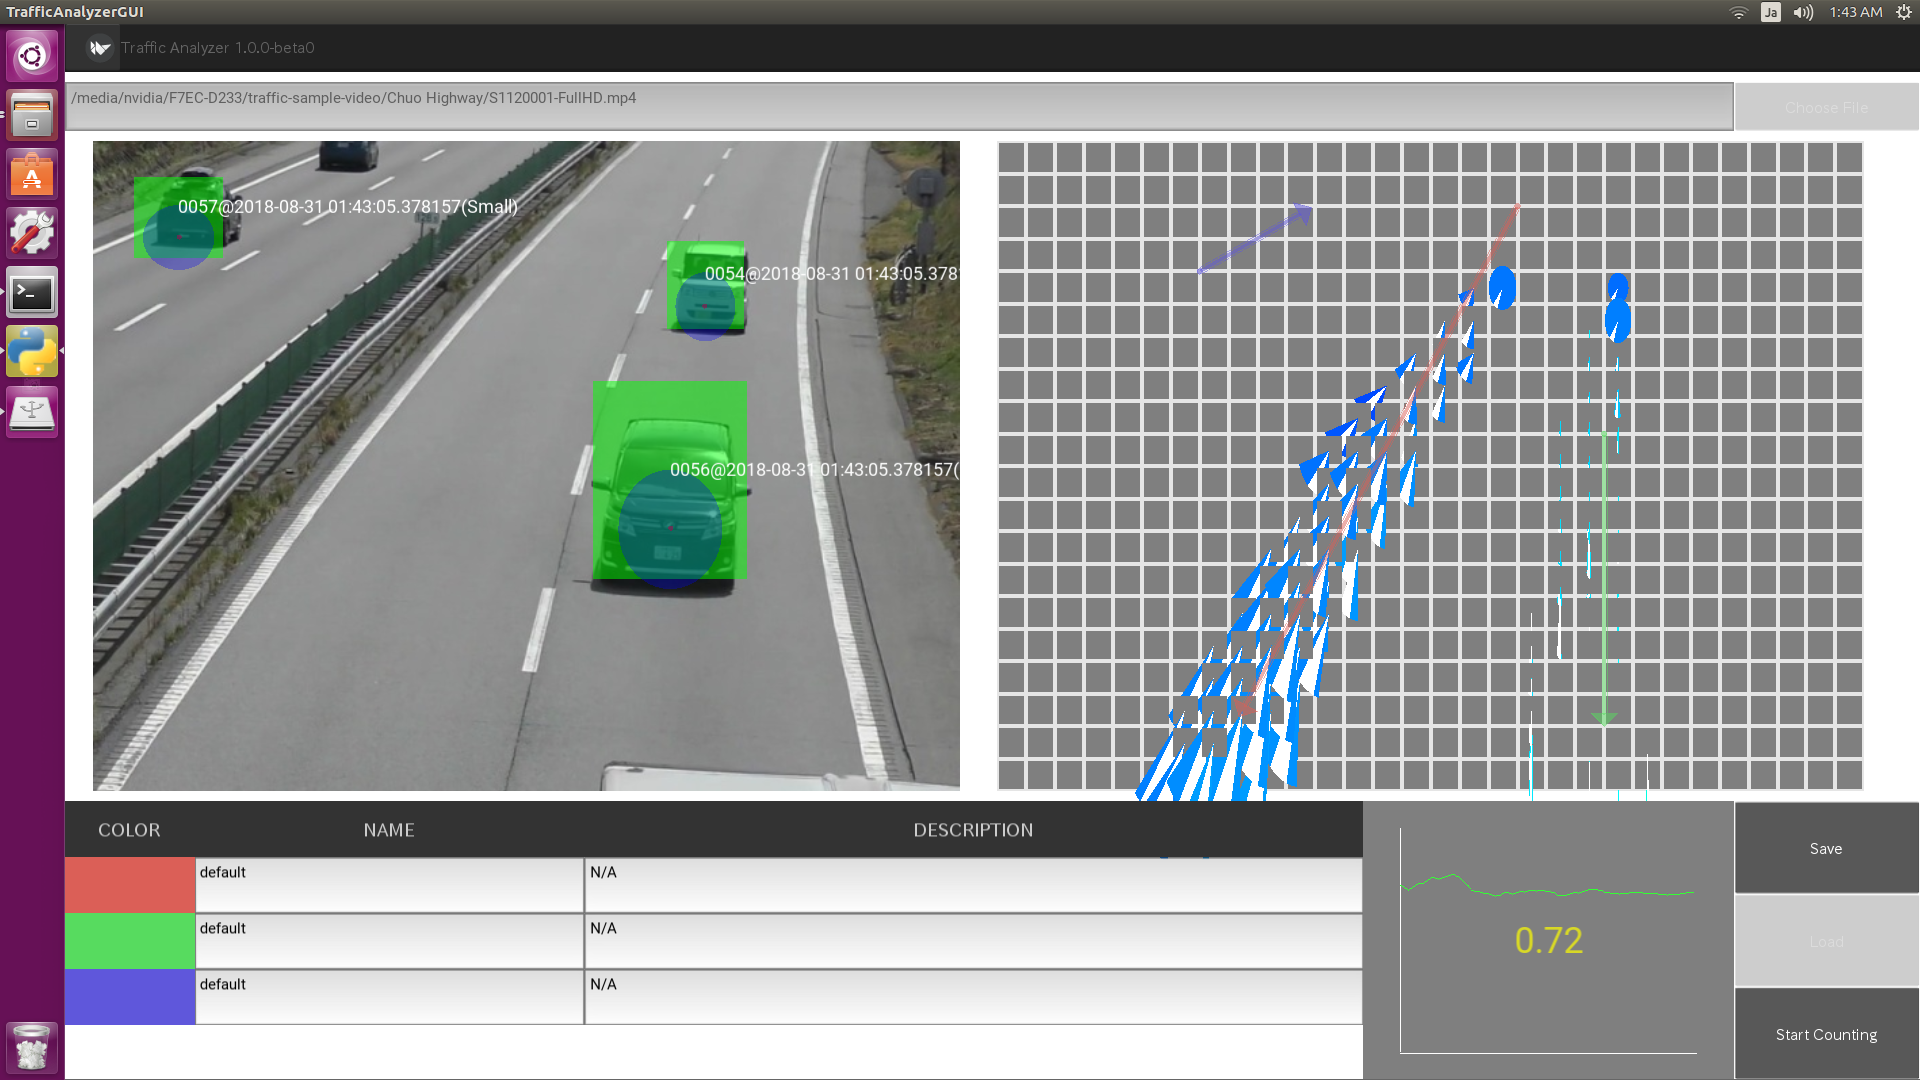 TrafficAnalyzerGUI
Ja
1:43 AM
Traffic Analyzer 1.0.0-beta0
/media/nvidia/F7EC-D233/traffic-sample-video/Chuo Highway/S1120001-FullHD.mp4
Choose File
0057@2018-08-31 01:43:05.378157(Small)
0054@2018-08-31 01:43:05.378
0056@2018-08-31 01:43:05.378157(
COLOR NAME DESCRIPTION
default N/A
default N/A
default N/A
0.72
Save
Load
Start Counting